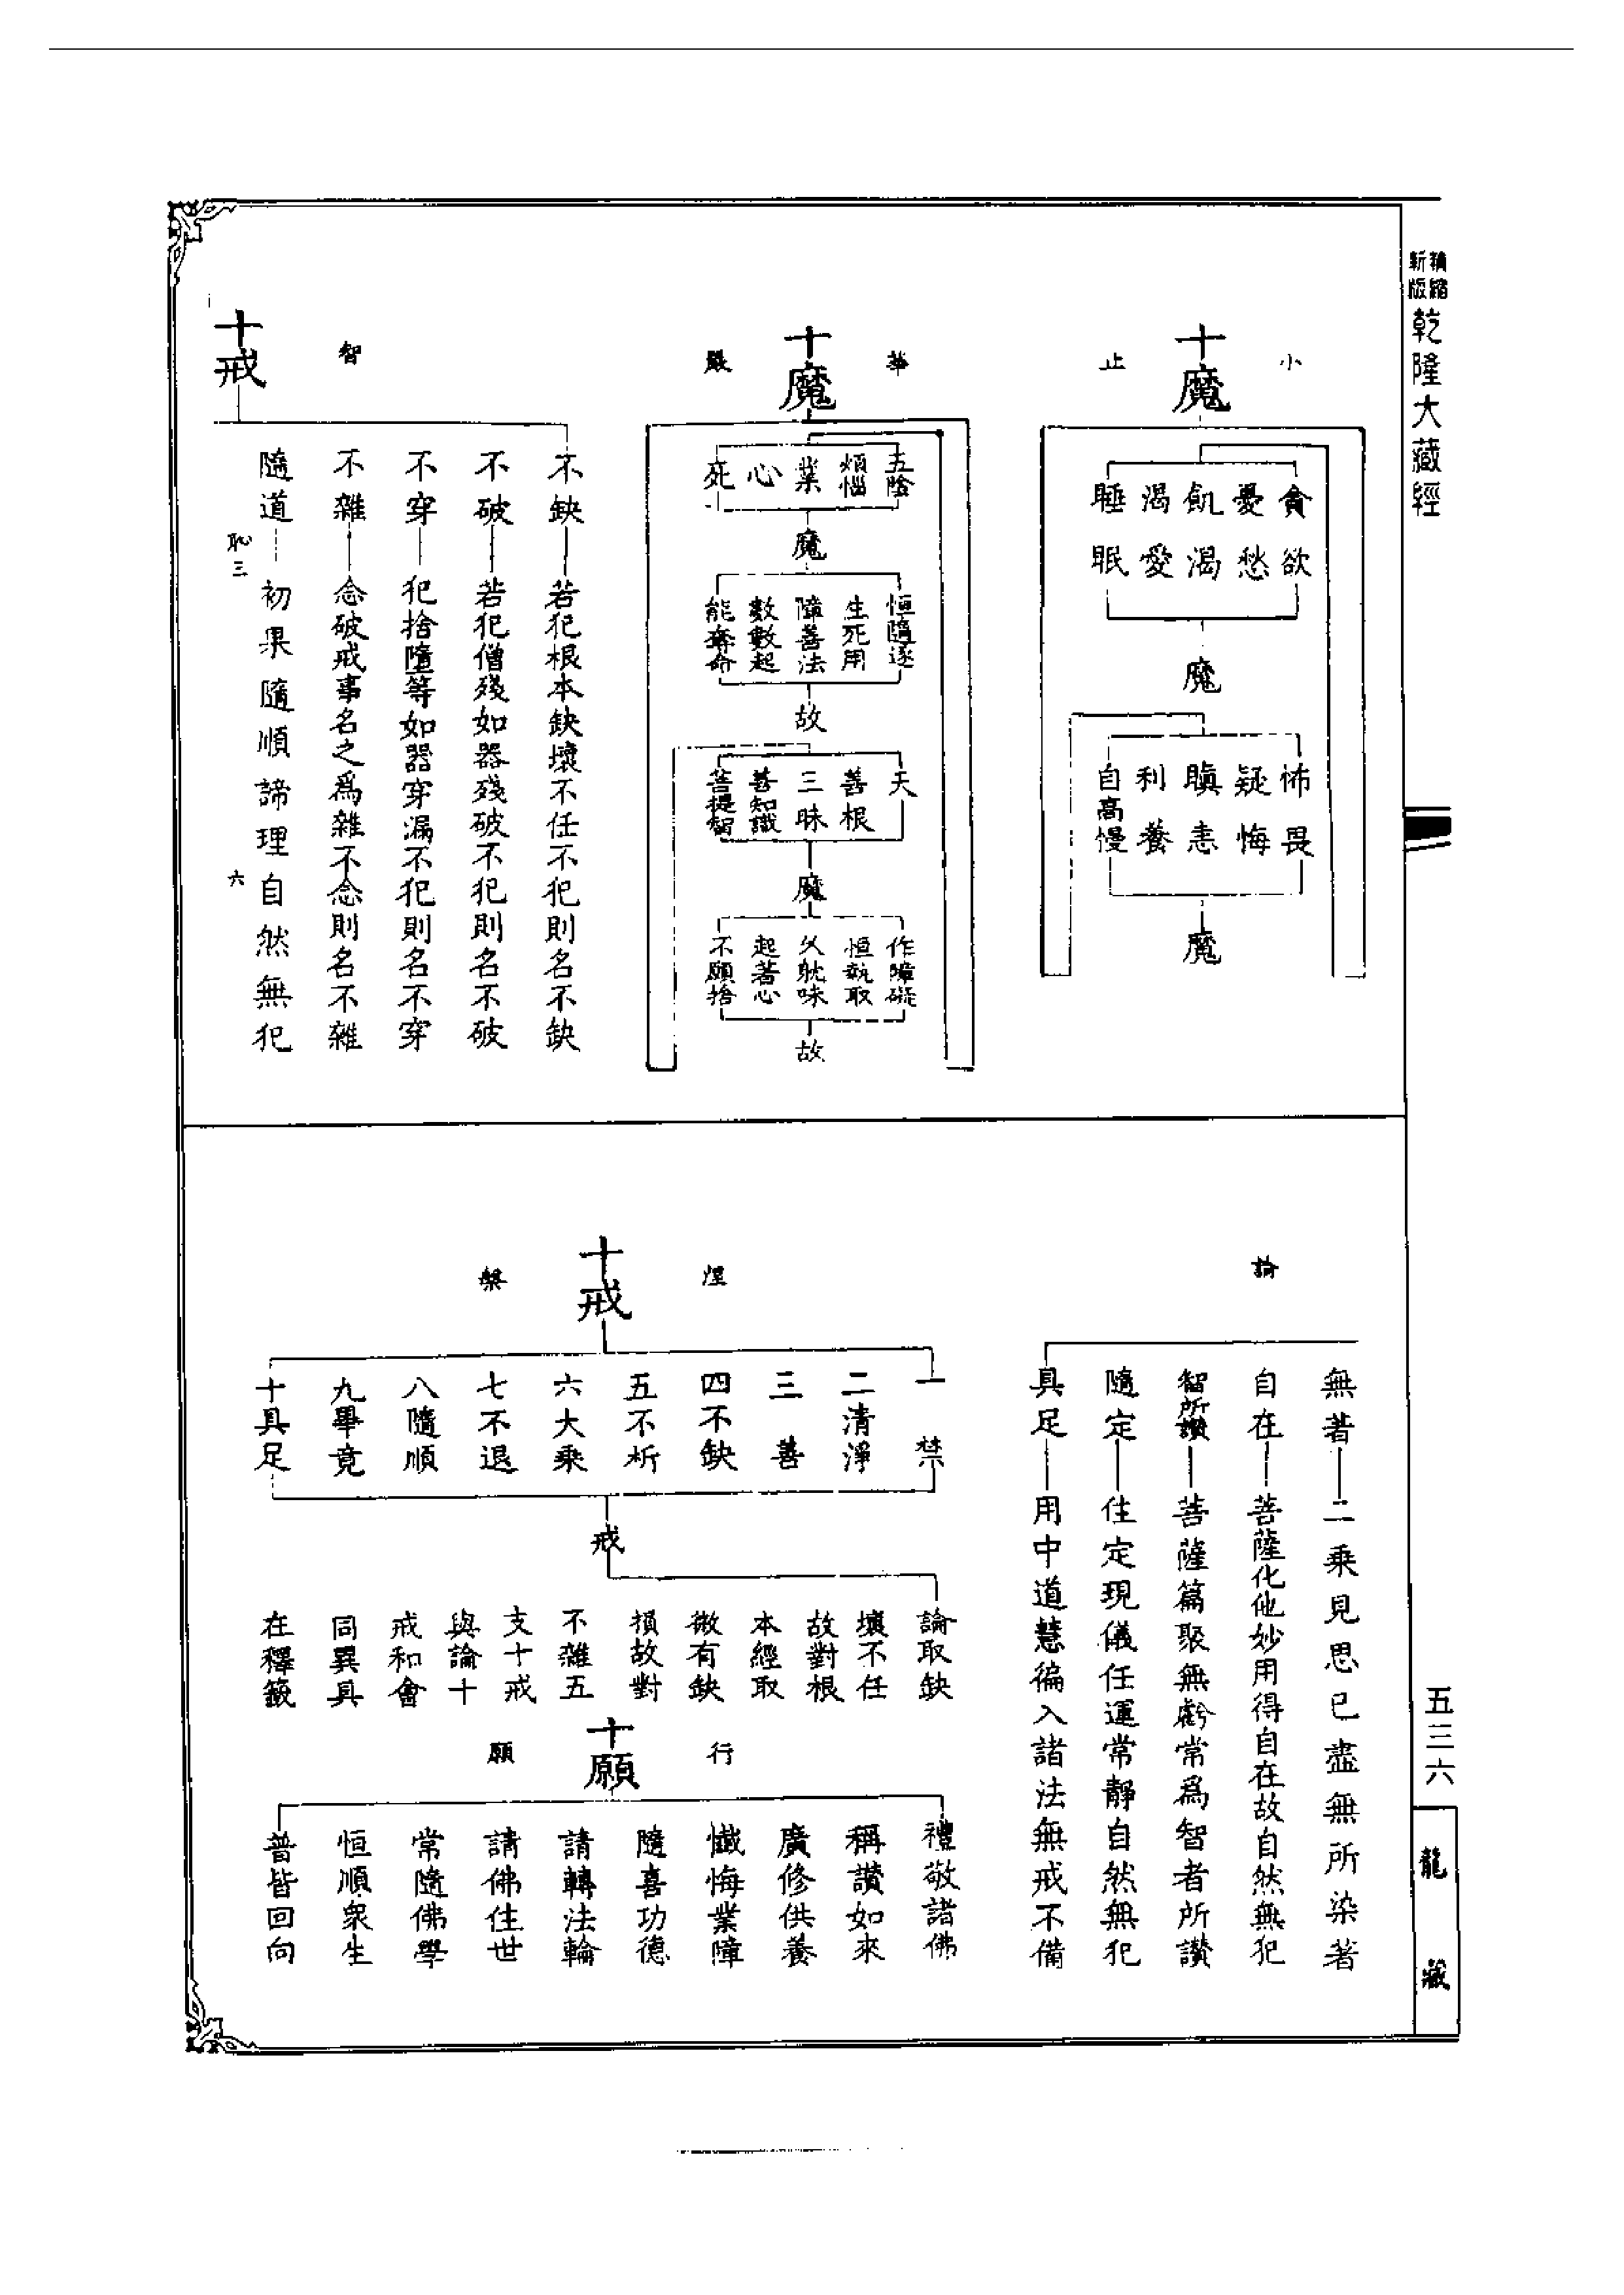 精縮
新版
乾隆大藏經
小
十魔
止
貪欲
憂愁
飢渴
渴愛
睡眠
魔
怖畏
疑悔
瞋恚
利養
自高慢
魔
華
十魔
嚴
五陰
煩惱
業
心
死
魔
恒隨逐
生死用
障善法
數數起
能奪命
故
天
善根
三昧
善知識
菩提智
魔
作障礙
恒執取
久耽味
起著心
不願捨
故
智
十戒
不缺
若犯根本缺壞不任不犯則名不缺
不破
若犯僧殘如器殘破不犯則名不破
不穿
犯捨墮等如器穿漏不犯則名不穿
不雜
念破戒事名之爲雜不念則名不雜
隨道
初果隨順諦理自然無犯
恥三
六
論
無著
二乘見思已盡無所染著
自在
菩薩化他妙用得自在故自然無犯
智所讚
菩薩篇聚無虧常爲智者所讚
隨定
住定現儀任運常靜自然無犯
具足
用中道慧徧入諸法無戒不備
涅
十戒
槃
一禁
二清淨
三善
四不缺
五不析
六大乘
七不退
八隨順
九畢竟
十具足
戒
論取缺
壞不任
故對根
本經取
微有缺
損故對
不雜五
支十戒
與論十
戒和會
同異具
在釋籤
行
十願
願
禮敬諸佛
稱讚如來
廣修供養
懺悔業障
隨喜功德
請轉法輪
請佛住世
常隨佛學
恒順衆生
普皆回向
五三六
龍藏